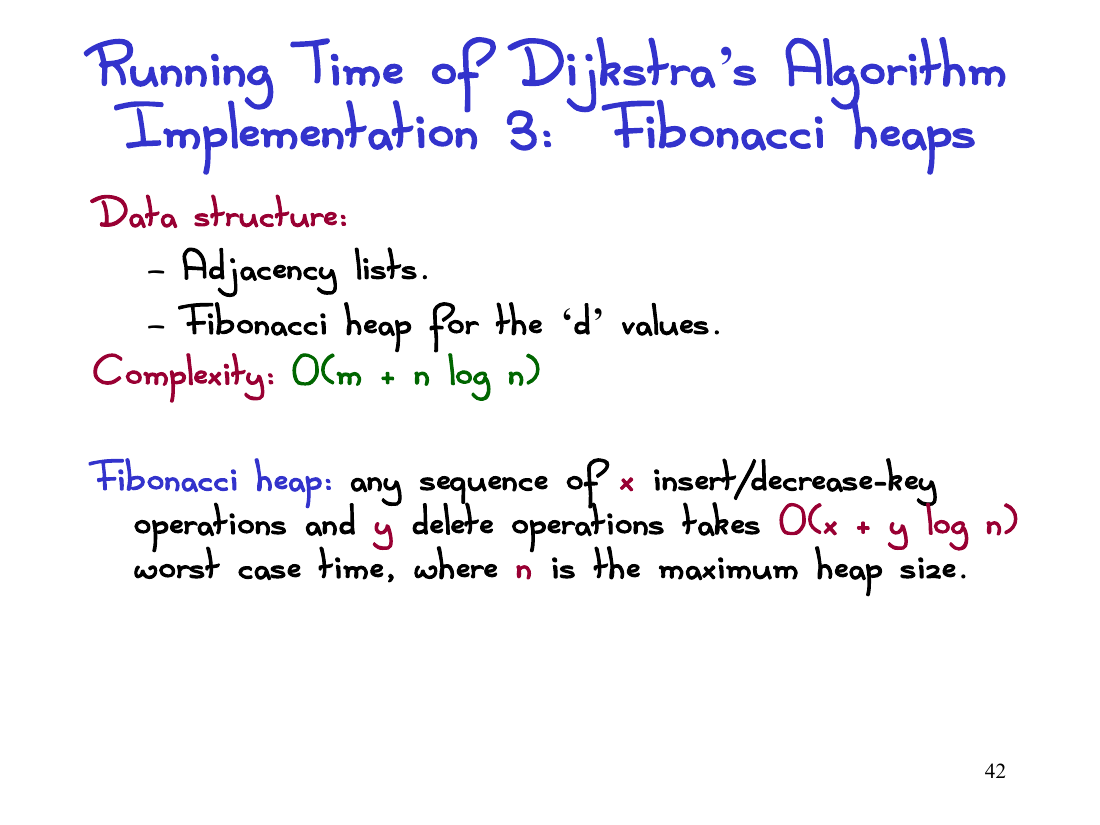 Running Time of Dijkstra's Algorithm
Implementation 3: Fibonacci heaps
Data structure:
– Adjacency lists.
– Fibonacci heap for the ‘d’ values.
Complexity: O(m + n log n)
Fibonacci heap: any sequence of x insert/decrease-key
operations and y delete operations takes O(x + y log n)
worst case time, where n is the maximum heap size.
42